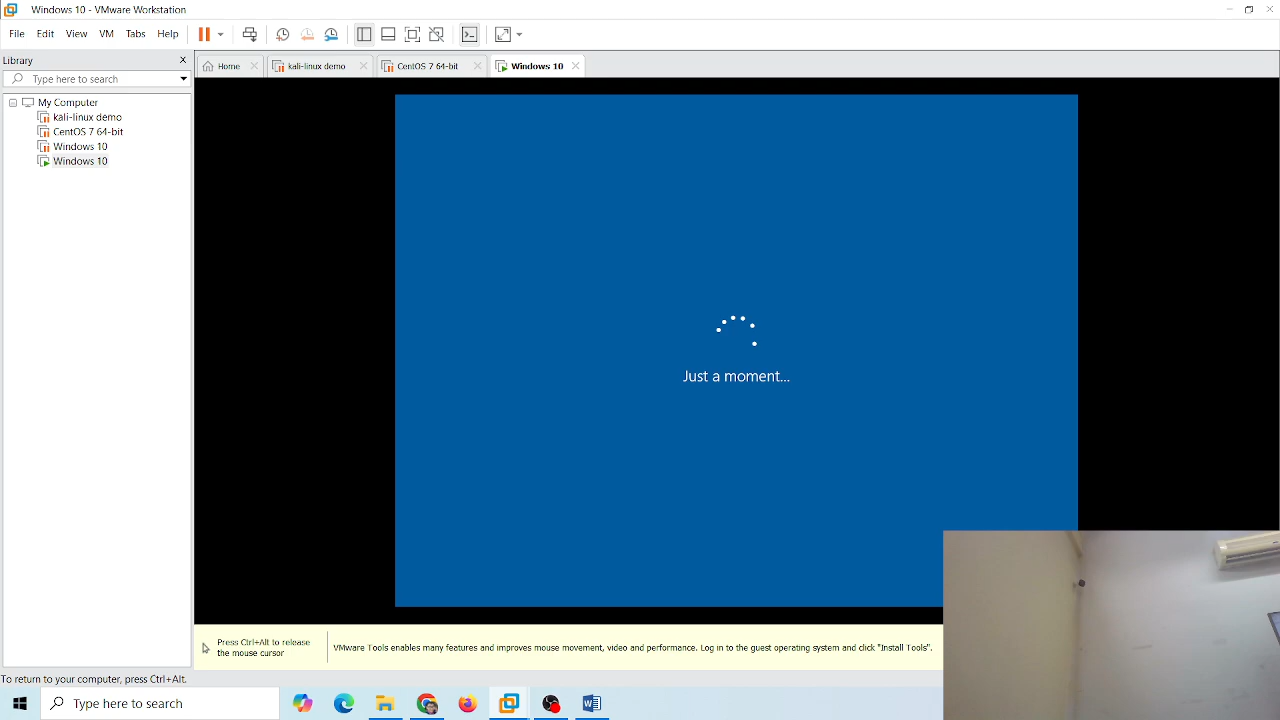 Windows 10 - VMware Workstation
File Edit View VM Tabs Help
Library
Type here to search
My Computer
kali-linux demo
CentOS 7 64-bit
Windows 10
Windows 10
Home
kali-linux demo
CentOS 7 64-bit
Windows 10
Just a moment...
Press Ctrl+Alt to release
the mouse cursor
VMware Tools enables many features and improves mouse movement, video and performance. Log in to the guest operating system and click "Install Tools".
To return to your computer, press Ctrl+Alt.
Type here to search